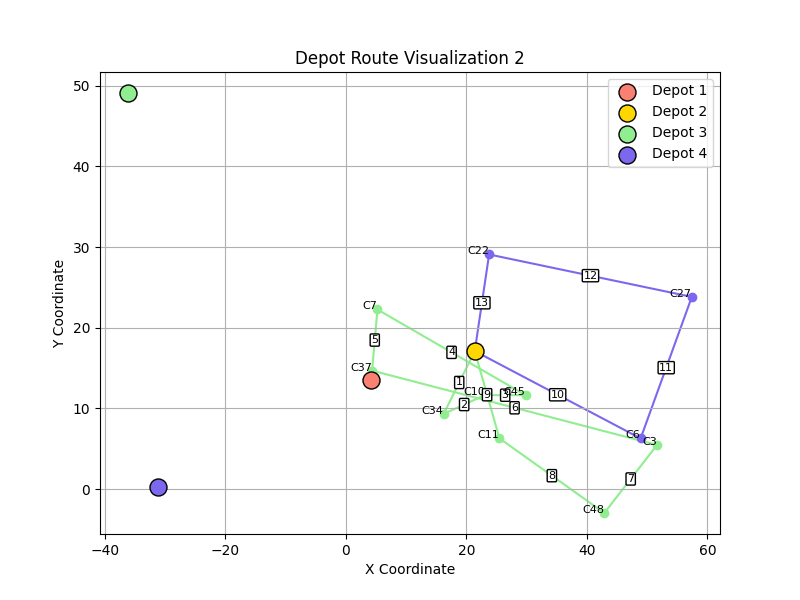 Depot Route Visualization 2
Depot 1
Depot 2
Depot 3
Depot 4
Y Coordinate
50
40
30
20
10
0
C22
12
C27
13
C7
5
4
11
C37
1
C10
9
3
C45
10
C34
2
6
C11
C6
C3
8
7
C48
−40
−20
0
20
40
60
X Coordinate